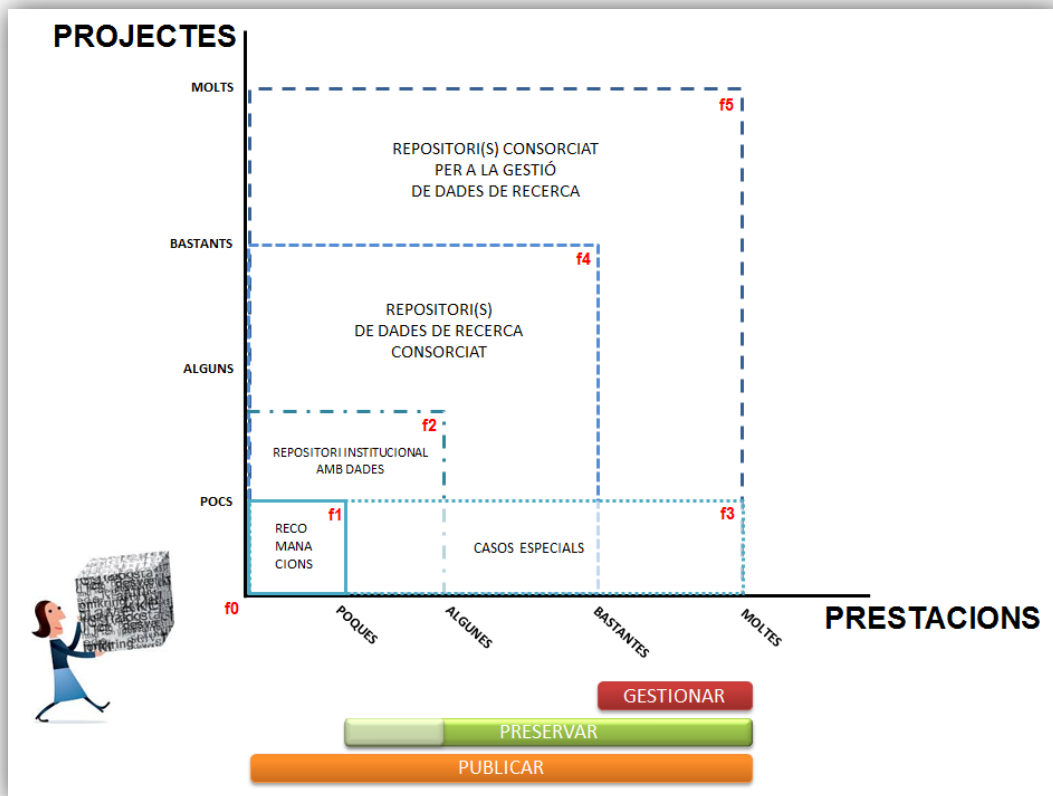 PROJECTES
MOLTS
f5
REPOSITORI(S) CONSORCIAT
PER A LA GESTIÓ
DE DADES DE RECERCA
BASTANTS
f4
REPOSITORI(S)
DE DADES DE RECERCA
CONSORCIAT
ALGUNS
f2
REPOSITORI INSTITUCIONAL
AMB DADES
POCS
f1
f3
RECO
MANA
CIONS
CASOS ESPECIALS
f0
POQUES
ALGUNES
BASTANTES
MOLTES
PRESTACIONS
GESTIONAR
PRESERVAR
PUBLICAR